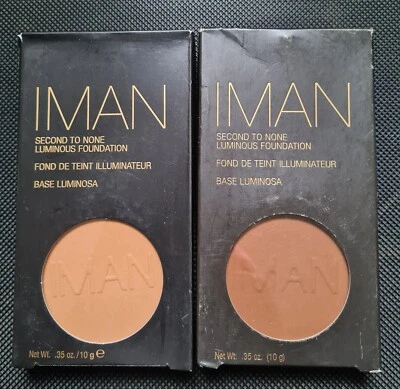 IMAN
SECOND TO NONE
LUMINOUS FOUNDATION
FOND DE TEINT ILLUMINATEUR
BASE LUMINOSA
IMAN
Net Wt. .35 oz. / 10 g e
IMAN
SECOND TO NONE
LUMINOUS FOUNDATION
FOND DE TEINT ILLUMINATEUR
BASE LUMINOSA
IMAN
Net Wt. .35 oz. (10 g)